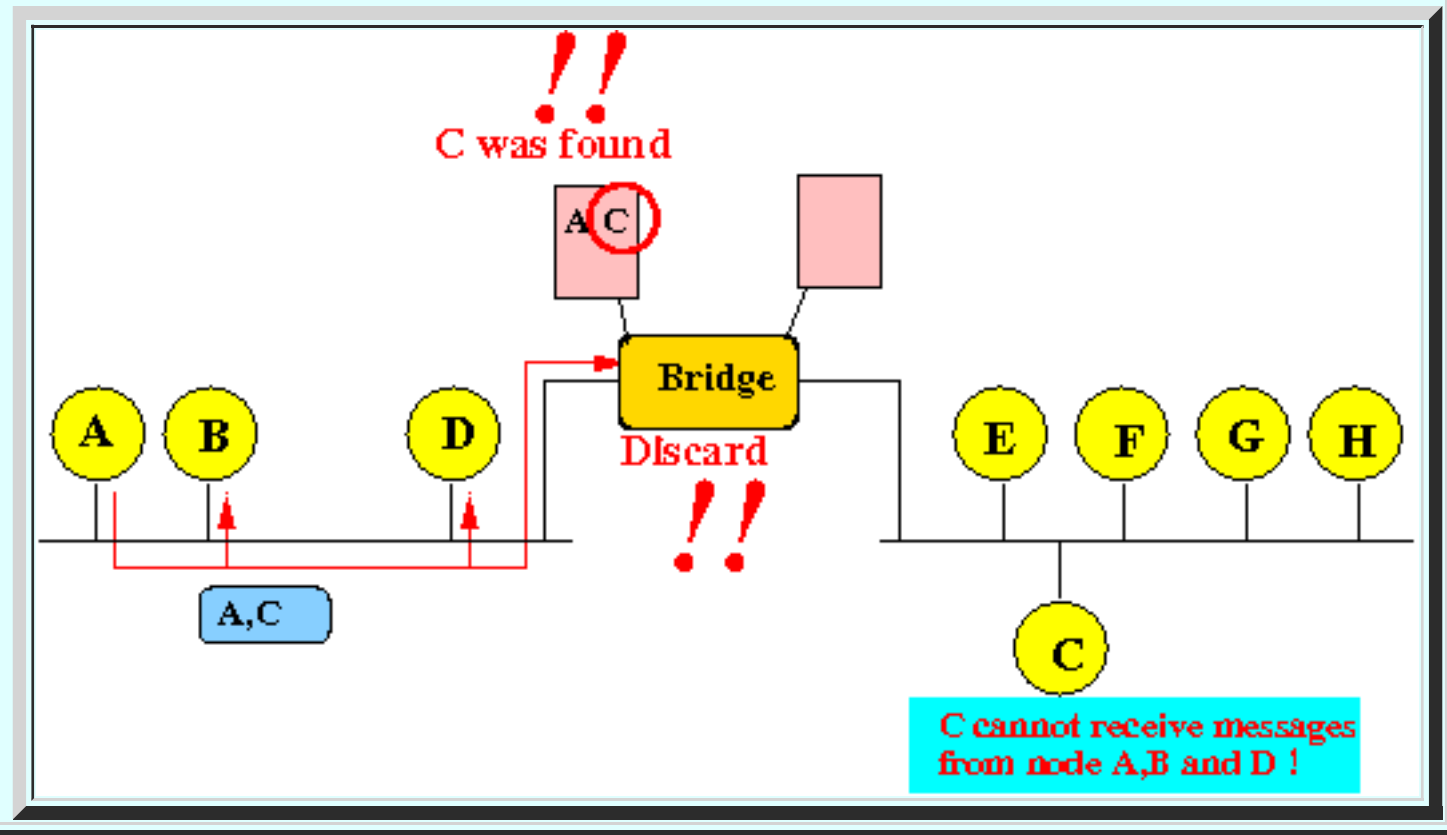 !!
C was found
A C
Bridge
A
B
D
E
F
G
H
DIscard
!!
A,C
C
C cannot receive messages
from node A,B and D !